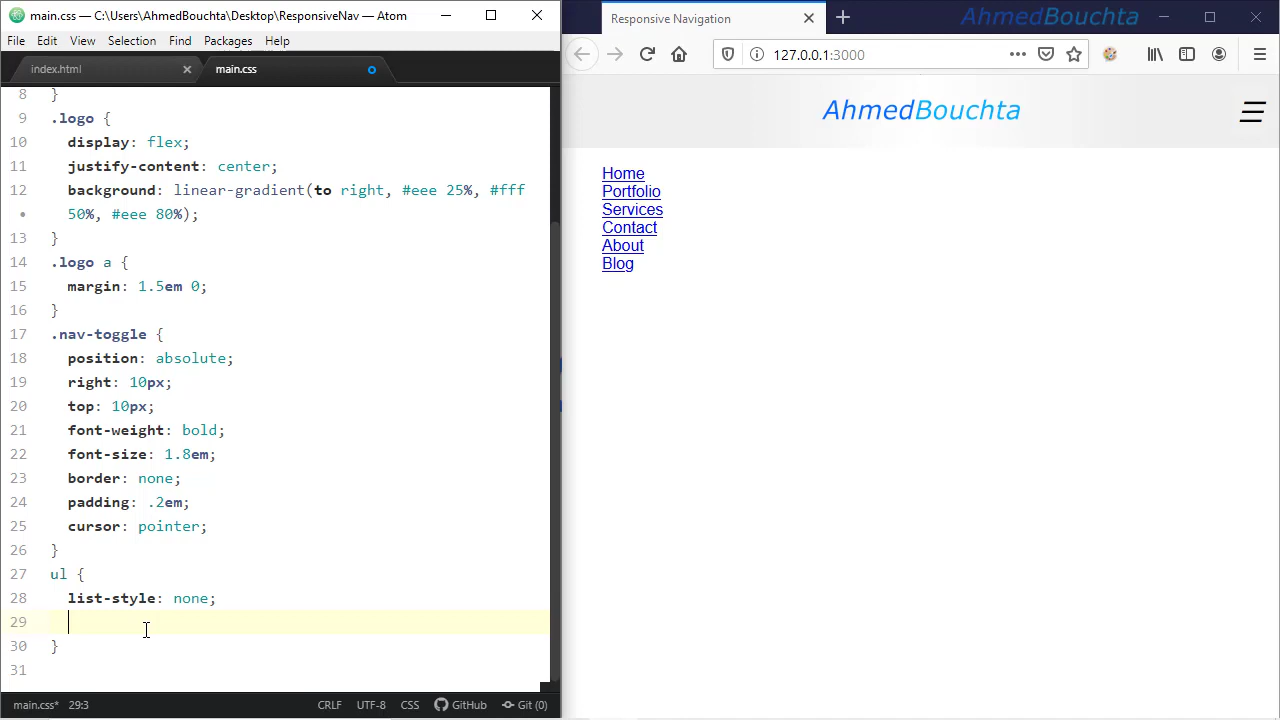 main.css — C:\Users\AhmedBouchta\Desktop\ResponsiveNav — Atom
File Edit View Selection Find Packages Help
index.html
main.css
8 }
9 .logo {
10 display: flex;
11 justify-content: center;
12 background: linear-gradient(to right, #eee 25%, #fff
• 50%, #eee 80%);
13 }
14 .logo a {
15 margin: 1.5em 0;
16 }
17 .nav-toggle {
18 position: absolute;
19 right: 10px;
20 top: 10px;
21 font-weight: bold;
22 font-size: 1.8em;
23 border: none;
24 padding: .2em;
25 cursor: pointer;
26 }
27 ul {
28 list-style: none;
29
30 }
31
main.css* 29:3 CRLF UTF-8 CSS GitHub Git (0)
Responsive Navigation
AhmedBouchta
127.0.0.1:3000
AhmedBouchta
Home
Portfolio
Services
Contact
About
Blog